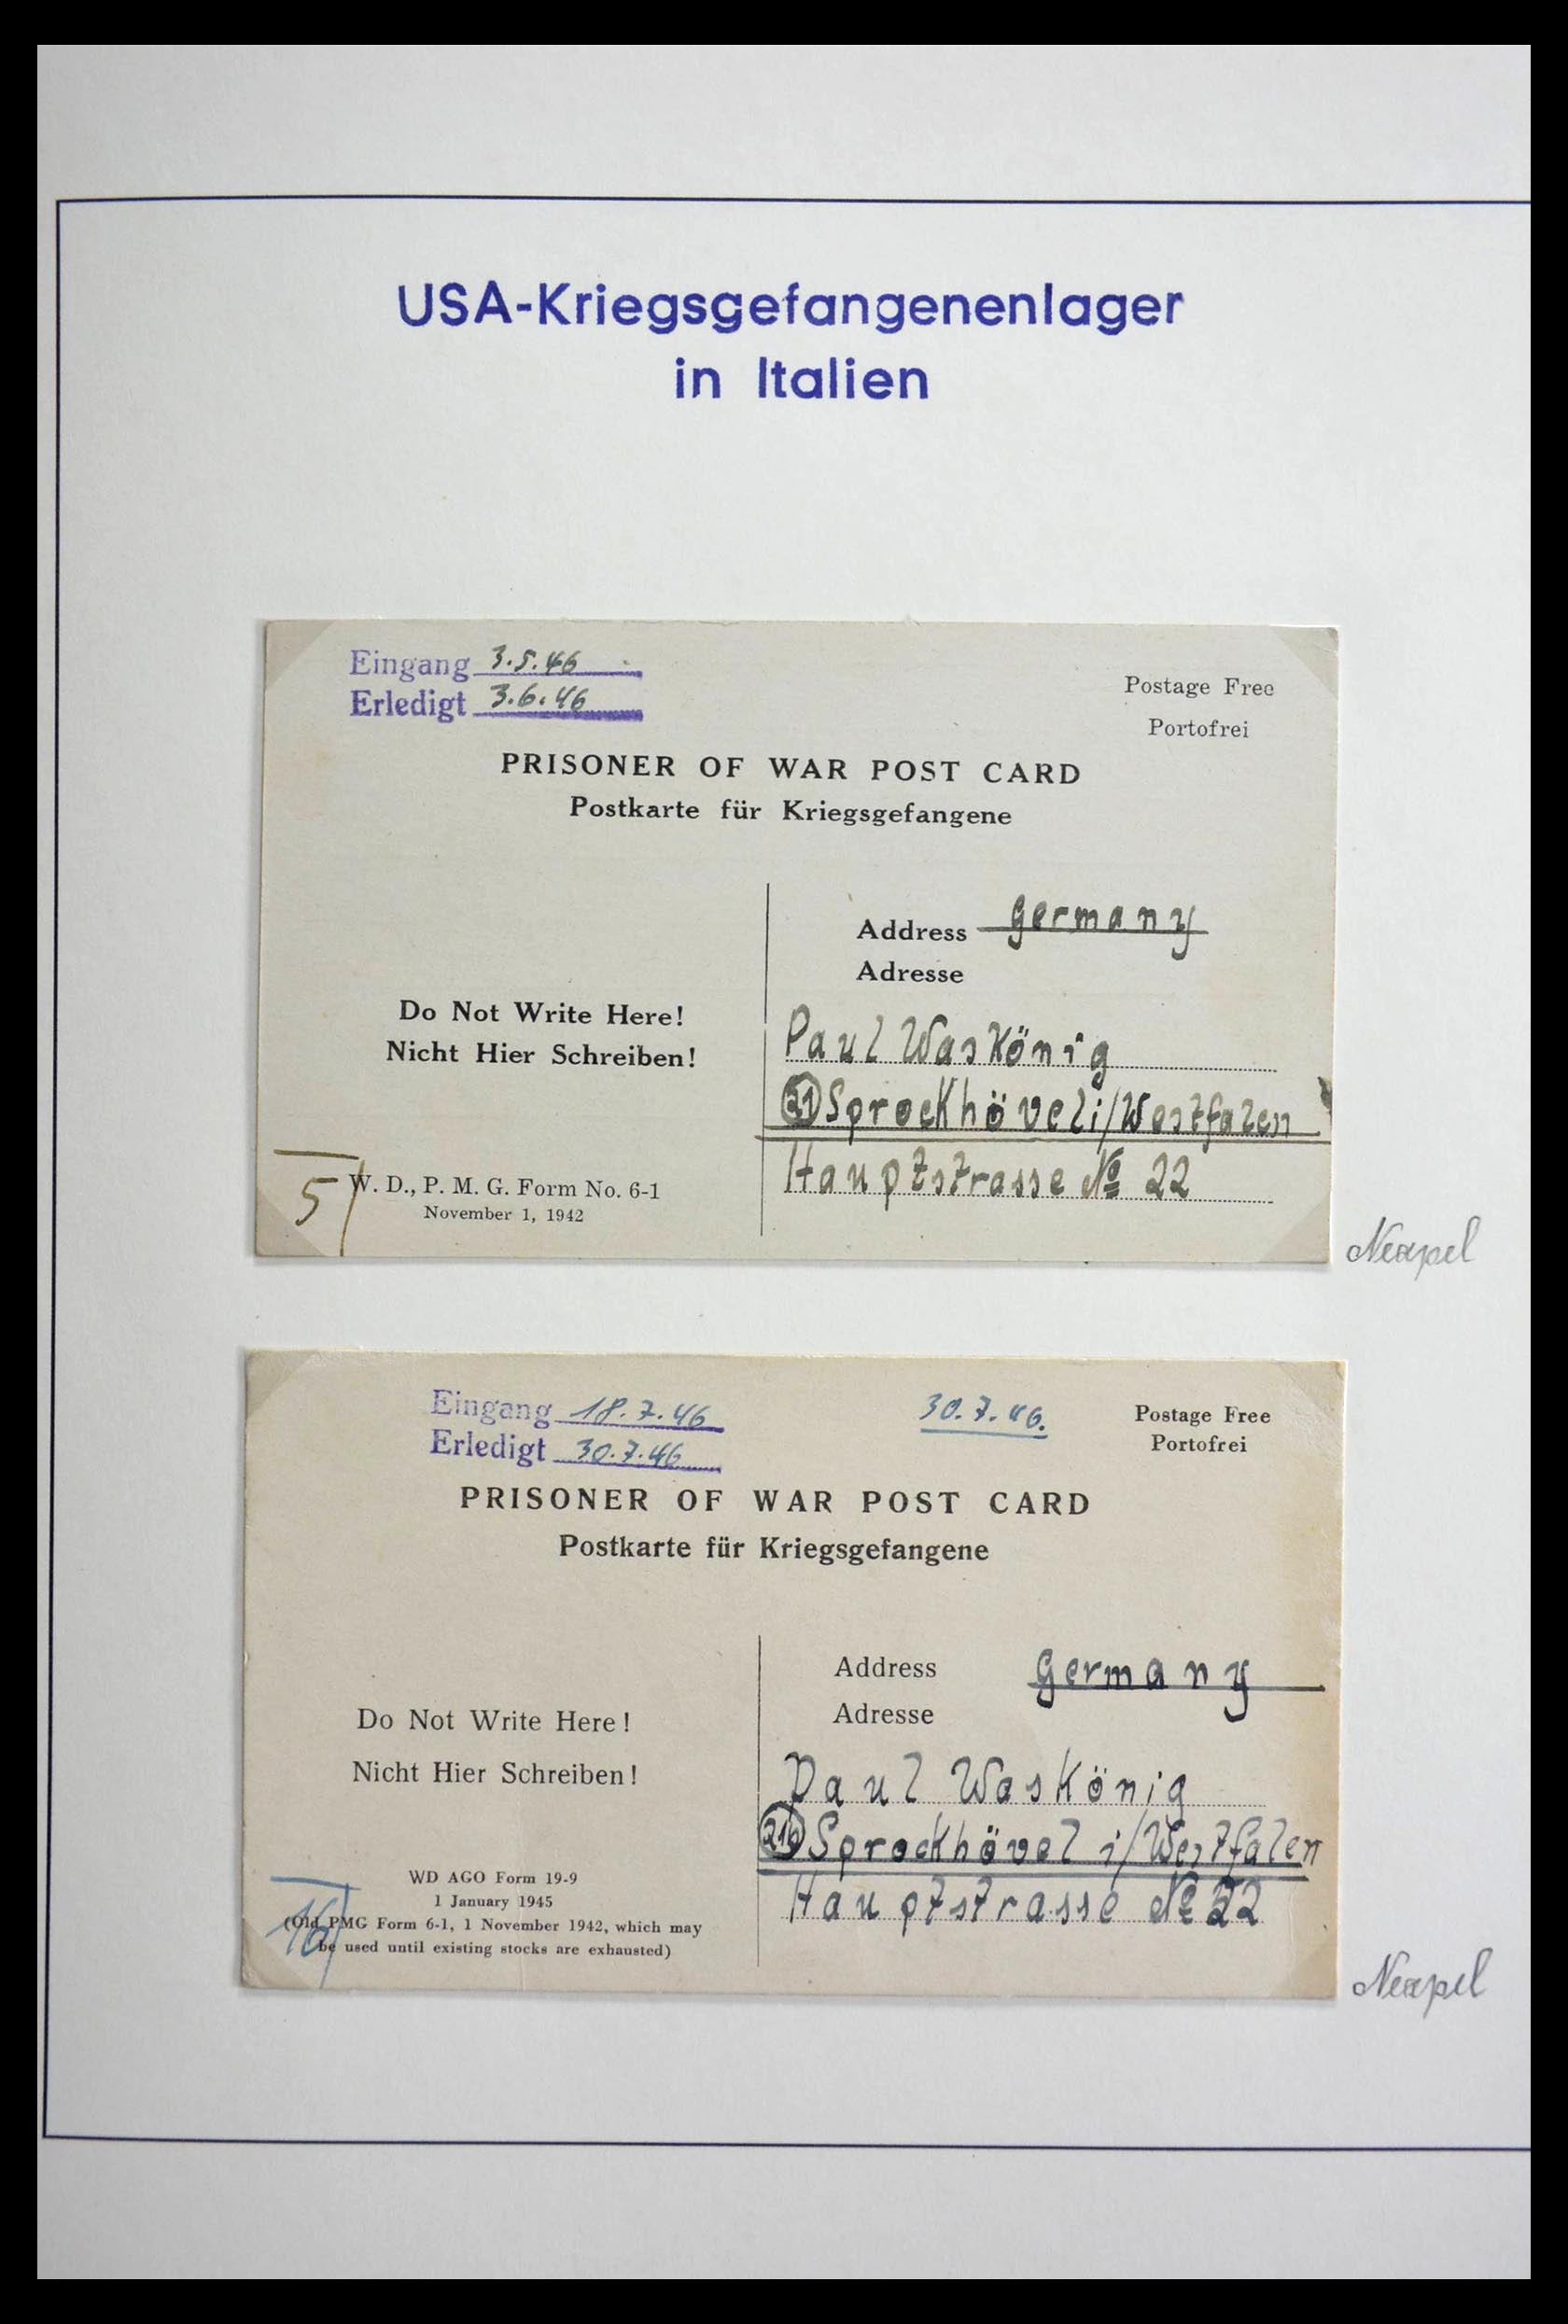 USA-Kriegsgefangenenlager
in Italien
Eingang 3.5.46
Erledigt 3.6.46
Postage Free
Portofrei
PRISONER OF WAR POST CARD
Postkarte für Kriegsgefangene
Address Germany
Adresse
Do Not Write Here!
Nicht Hier Schreiben!
Paul Waskönig
(21) Sprockhövel i/Westfalen
Hauptstrasse № 22
5
W. D., P. M. G. Form No. 6-1
November 1, 1942
Neapel
Eingang 18.7.46
Erledigt 30.7.46
30.7.46.
Postage Free
Portofrei
PRISONER OF WAR POST CARD
Postkarte für Kriegsgefangene
Address Germany
Adresse
Do Not Write Here!
Nicht Hier Schreiben!
Paul Waskönig
(21b) Sprockhövel i/Westfalen
Hauptstrasse № 22
WD AGO Form 19-9
1 January 1945
(Old PMG Form 6-1, 1 November 1942, which may
be used until existing stocks are exhausted)
16
Neapel